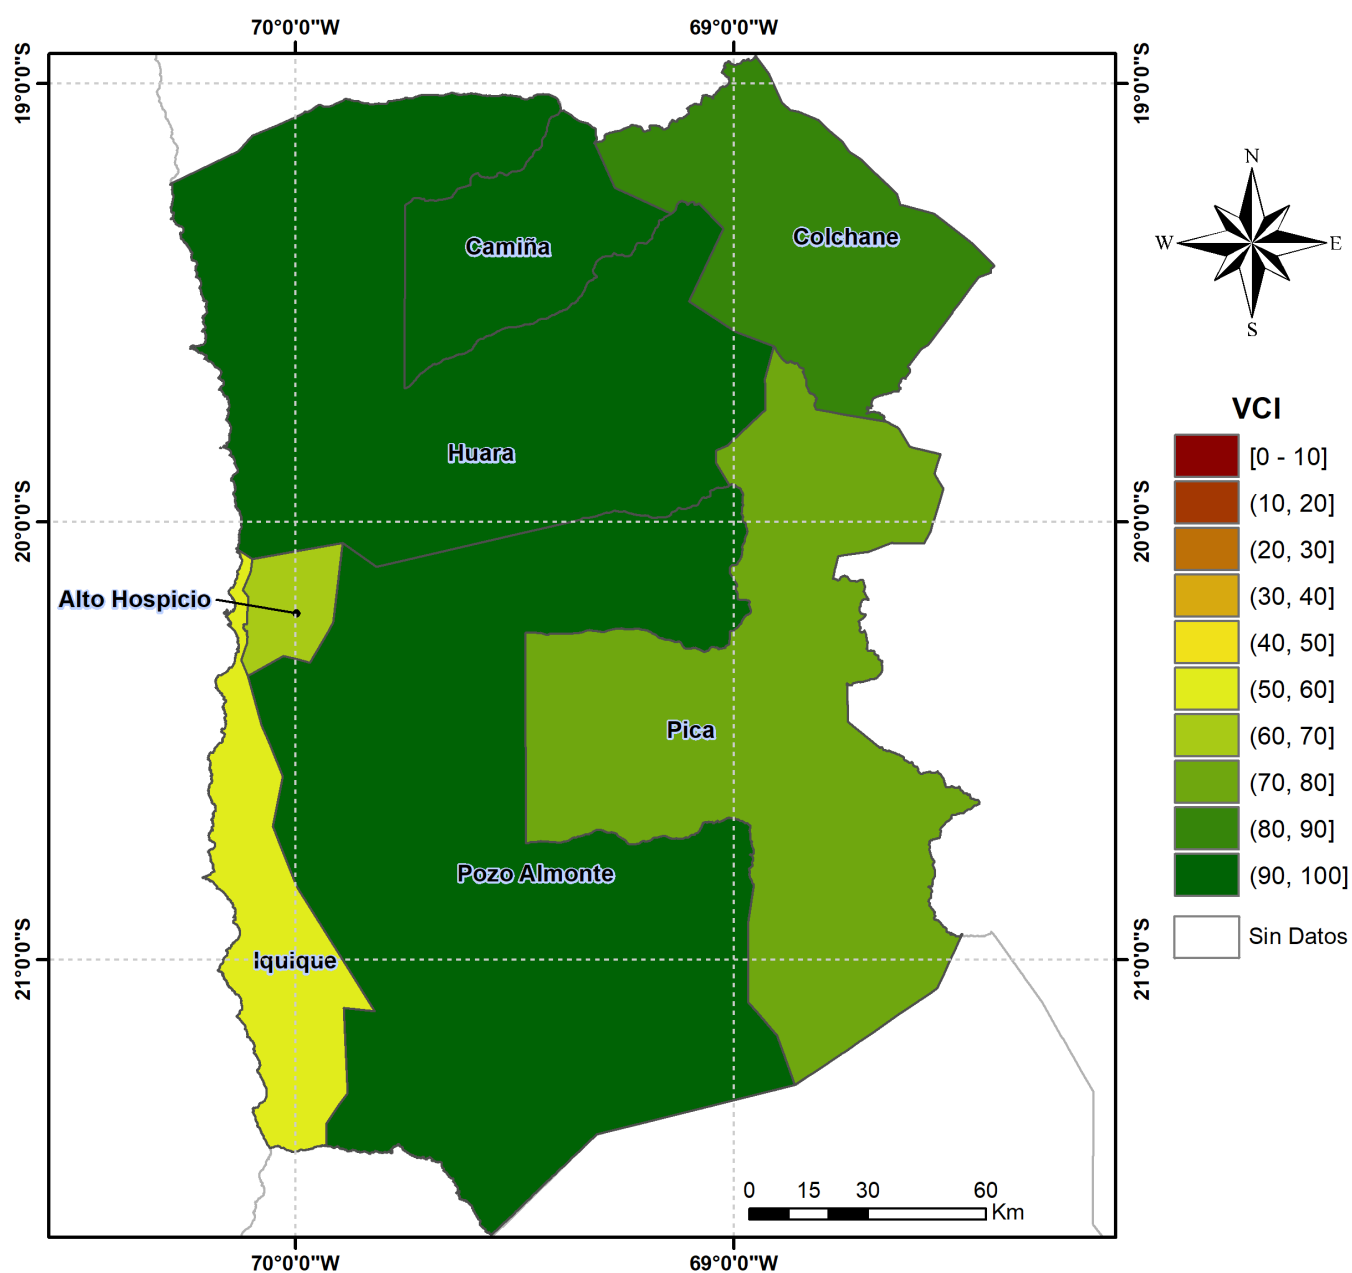 70°0'0"W
69°0'0"W
19°0'0"S
19°0'0"S
N
W
E
S
Camiña
Colchane
VCI
[0 - 10]
(10, 20]
(20, 30]
(30, 40]
(40, 50]
(50, 60]
(60, 70]
(70, 80]
(80, 90]
(90, 100]
Sin Datos
Huara
20°0'0"S
20°0'0"S
Alto Hospicio
Pica
Pozo Almonte
Iquique
21°0'0"S
21°0'0"S
0 15 30 60
Km
70°0'0"W
69°0'0"W